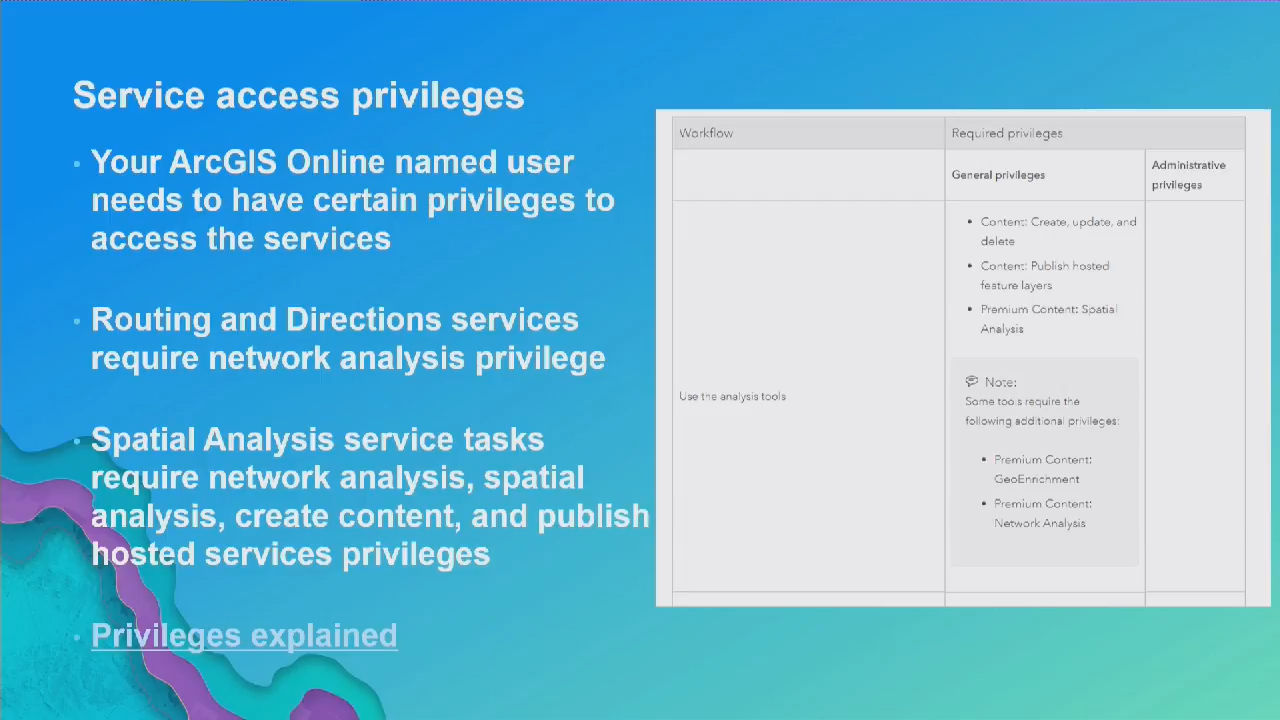 Service access privileges
• Your ArcGIS Online named user
needs to have certain privileges to
access the services
• Routing and Directions services
require network analysis privilege
• Spatial Analysis service tasks
require network analysis, spatial
analysis, create content, and publish
hosted services privileges
• Privileges explained
Workflow
Required privileges
General privileges
Administrative
privileges
Use the analysis tools
• Content: Create, update, and
delete
• Content: Publish hosted
feature layers
• Premium Content: Spatial
Analysis
Note:
Some tools require the
following additional privileges:
• Premium Content:
GeoEnrichment
• Premium Content:
Network Analysis